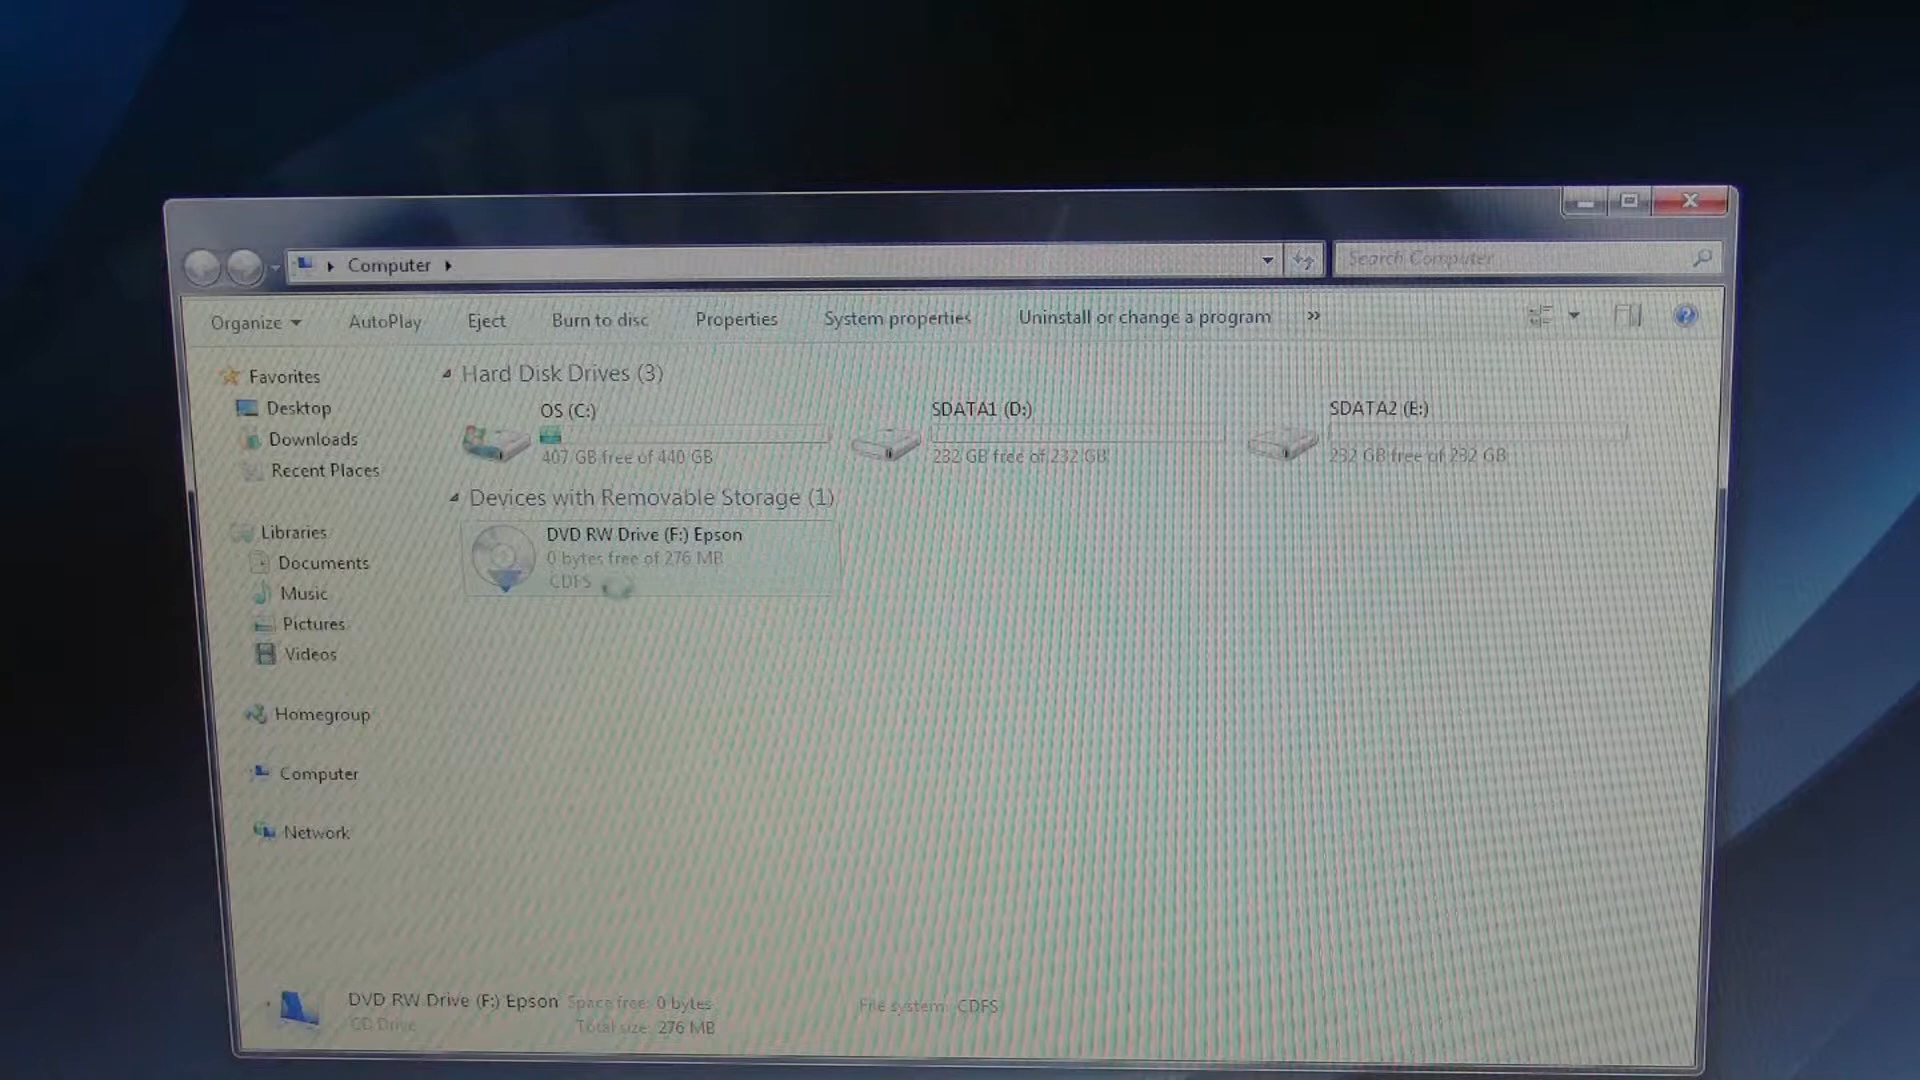 Computer
Search Computer
Organize AutoPlay Eject Burn to disc Properties System properties Uninstall or change a program »
Favorites
Desktop
Downloads
Recent Places
Libraries
Documents
Music
Pictures
Videos
Homegroup
Computer
Network
Hard Disk Drives (3)
OS (C:)
407 GB free of 440 GB
SDATA1 (D:)
232 GB free of 232 GB
SDATA2 (E:)
232 GB free of 232 GB
Devices with Removable Storage (1)
DVD RW Drive (F:) Epson
0 bytes free of 276 MB
CDFS
DVD RW Drive (F:) Epson Space free: 0 bytes File system: CDFS
CD Drive Total size: 276 MB